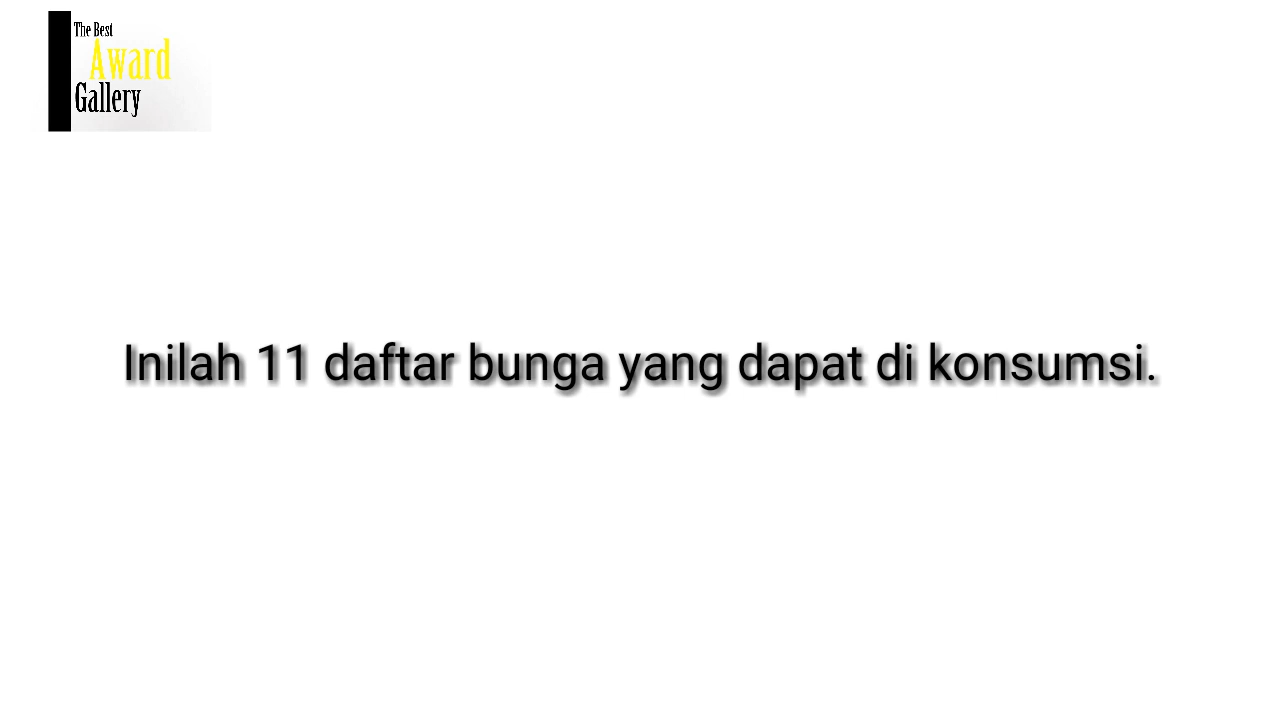 The Best
Award
Gallery
Inilah 11 daftar bunga yang dapat di konsumsi.